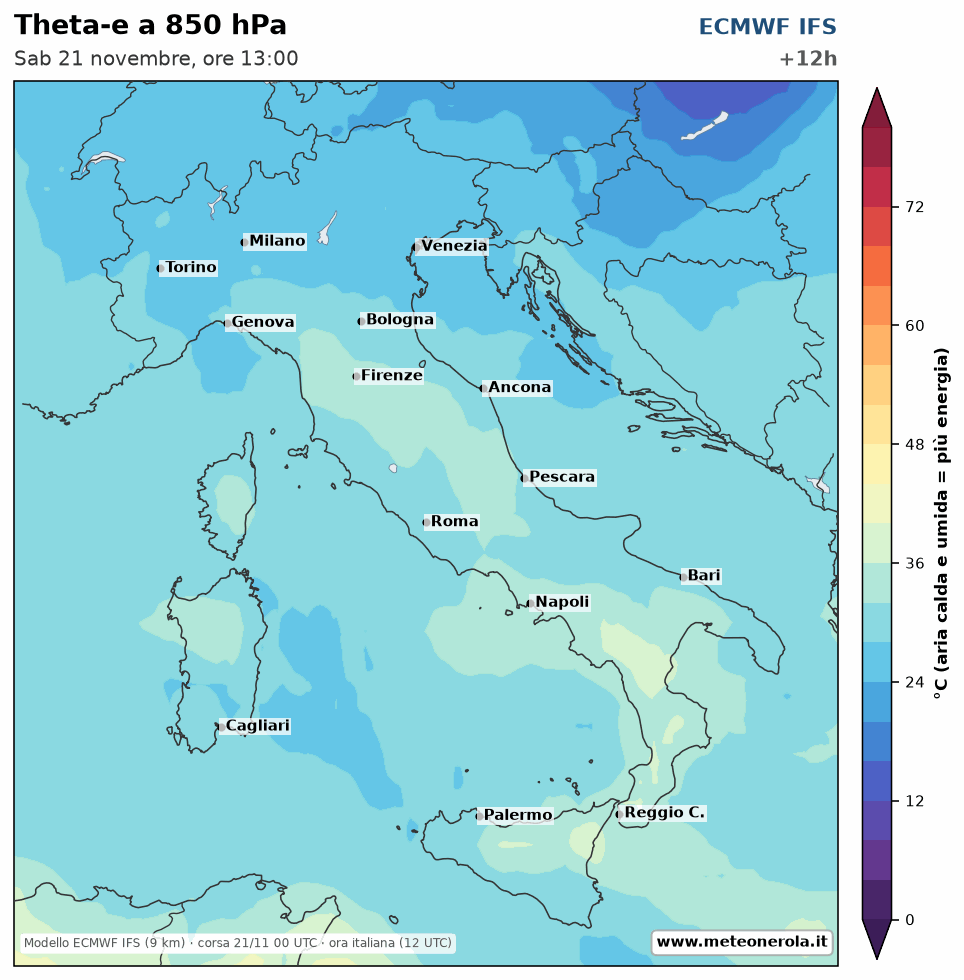 Theta-e a 850 hPa
ECMWF IFS
Sab 21 novembre, ore 13:00
+12h
Milano
Venezia
Torino
Genova
Bologna
Firenze
Ancona
Pescara
Roma
Bari
Napoli
Cagliari
Palermo
Reggio C.
72
60
48
36
24
12
0
°C (aria calda e umida = più energia)
Modello ECMWF IFS (9 km) · corsa 21/11 00 UTC · ora italiana (12 UTC)
www.meteonerola.it